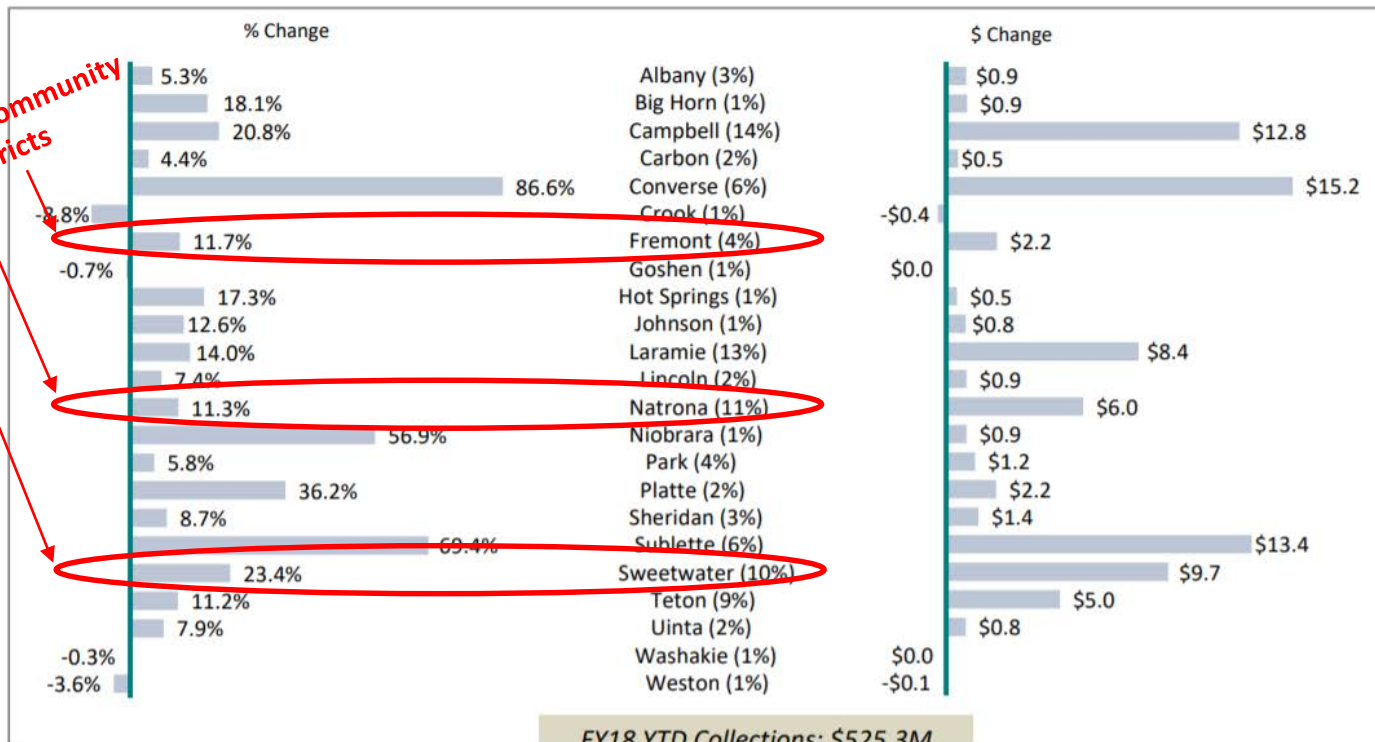 % Change $ Change
ommunity
ricts
5.3% Albany (3%) $0.9
18.1% Big Horn (1%) $0.9
20.8% Campbell (14%) $12.8
4.4% Carbon (2%) $0.5
86.6% Converse (6%) $15.2
-8.8% Crook (1%) -$0.4
11.7% Fremont (4%) $2.2
-0.7% Goshen (1%) $0.0
17.3% Hot Springs (1%) $0.5
12.6% Johnson (1%) $0.8
14.0% Laramie (13%) $8.4
7.4% Lincoln (2%) $0.9
11.3% Natrona (11%) $6.0
56.9% Niobrara (1%) $0.9
5.8% Park (4%) $1.2
36.2% Platte (2%) $2.2
8.7% Sheridan (3%) $1.4
69.4% Sublette (6%) $13.4
23.4% Sweetwater (10%) $9.7
11.2% Teton (9%) $5.0
7.9% Uinta (2%) $0.8
-0.3% Washakie (1%) $0.0
-3.6% Weston (1%) -$0.1
FY18 YTD Collections: $525.3M